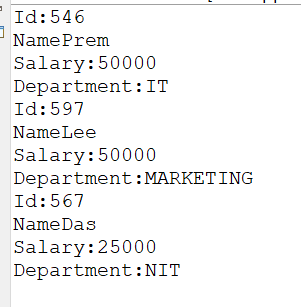 Id:546
NamePrem
Salary:50000
Department:IT
Id:597
NameLee
Salary:50000
Department:MARKETING
Id:567
NameDas
Salary:25000
Department:NIT